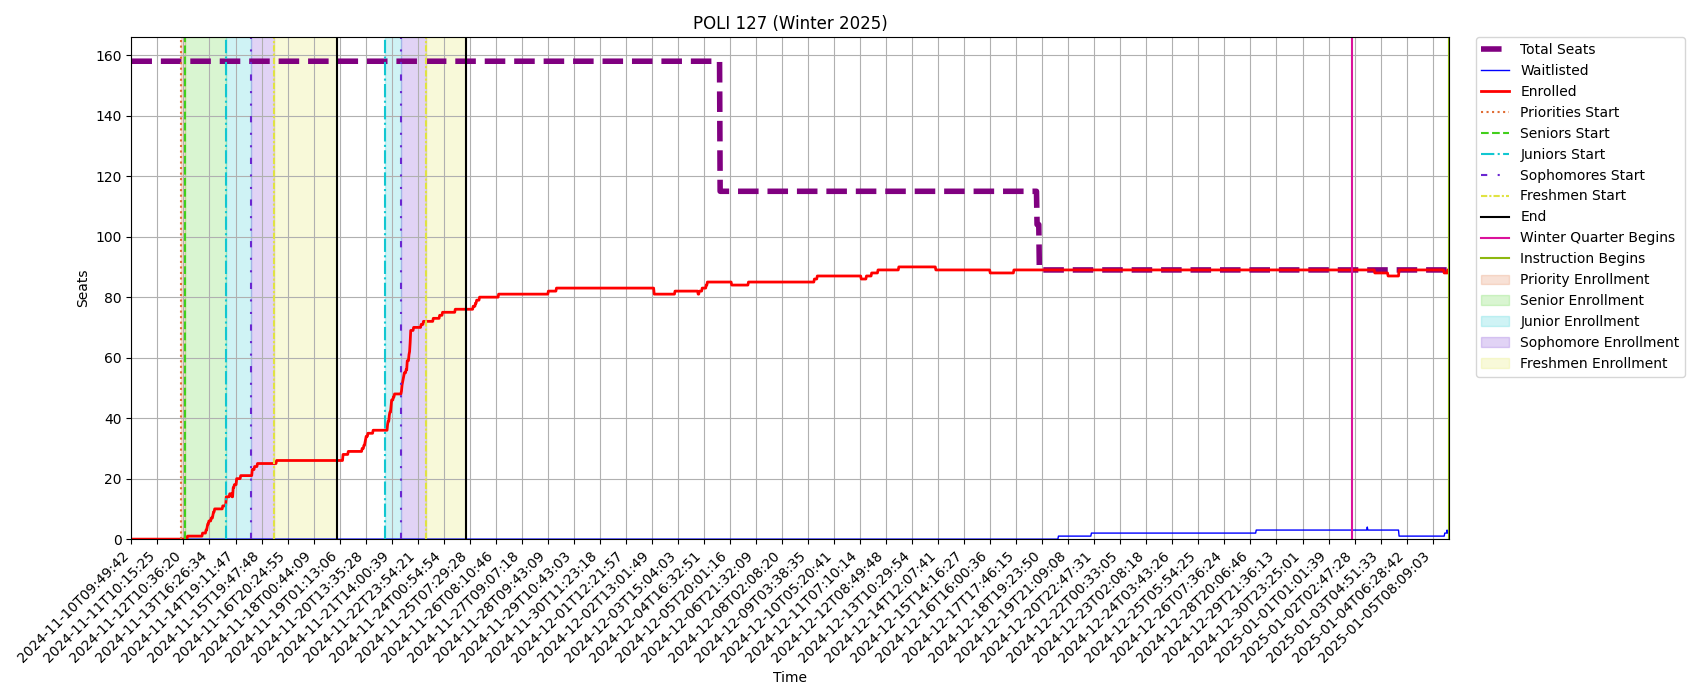 POLI 127 (Winter 2025)
Seats
160
140
120
100
80
60
40
20
0
2024-11-10T09:49:42
2024-11-11T10:15:25
2024-11-12T10:36:20
2024-11-13T16:26:34
2024-11-14T19:11:47
2024-11-15T19:47:48
2024-11-16T20:24:55
2024-11-18T00:44:09
2024-11-19T01:13:06
2024-11-20T13:35:28
2024-11-21T14:00:39
2024-11-22T23:54:21
2024-11-24T00:54:54
2024-11-25T07:29:28
2024-11-26T08:10:46
2024-11-27T09:07:18
2024-11-28T09:43:09
2024-11-29T10:43:03
2024-11-30T11:23:18
2024-12-01T12:21:57
2024-12-02T13:01:49
2024-12-03T15:04:03
2024-12-04T16:32:51
2024-12-05T20:01:16
2024-12-06T21:32:09
2024-12-08T02:08:20
2024-12-09T03:38:35
2024-12-10T05:20:41
2024-12-11T07:10:14
2024-12-12T08:49:48
2024-12-13T10:29:54
2024-12-14T12:07:41
2024-12-15T14:16:27
2024-12-16T16:00:36
2024-12-17T17:46:15
2024-12-18T19:23:50
2024-12-19T21:09:08
2024-12-20T22:47:31
2024-12-22T00:33:05
2024-12-23T02:08:18
2024-12-24T03:43:26
2024-12-25T05:54:25
2024-12-26T07:36:24
2024-12-28T20:06:46
2024-12-29T21:36:13
2024-12-30T23:25:01
2025-01-01T01:01:39
2025-01-02T02:47:28
2025-01-03T04:51:33
2025-01-04T06:28:42
2025-01-05T08:09:03
Time
Total Seats
Waitlisted
Enrolled
Priorities Start
Seniors Start
Juniors Start
Sophomores Start
Freshmen Start
End
Winter Quarter Begins
Instruction Begins
Priority Enrollment
Senior Enrollment
Junior Enrollment
Sophomore Enrollment
Freshmen Enrollment